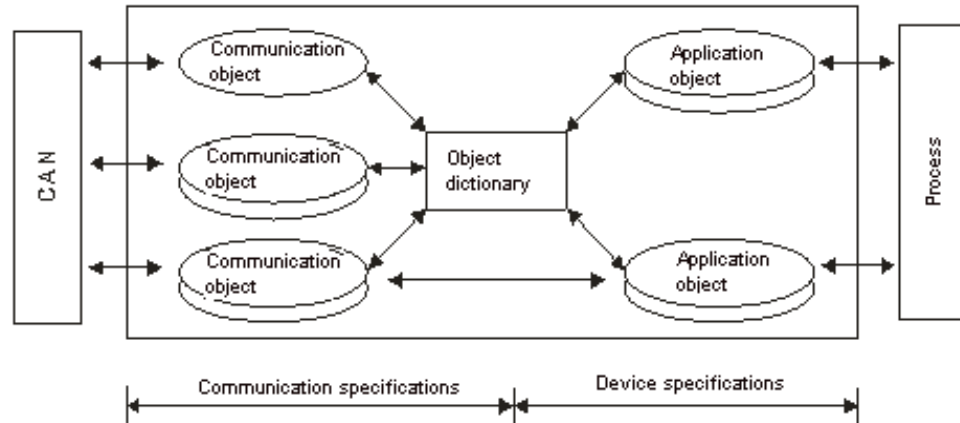 CAN
Communication
object
Communication
object
Communication
object
Object
dictionary
Application
object
Application
object
Process
Communication specifications
Device specifications